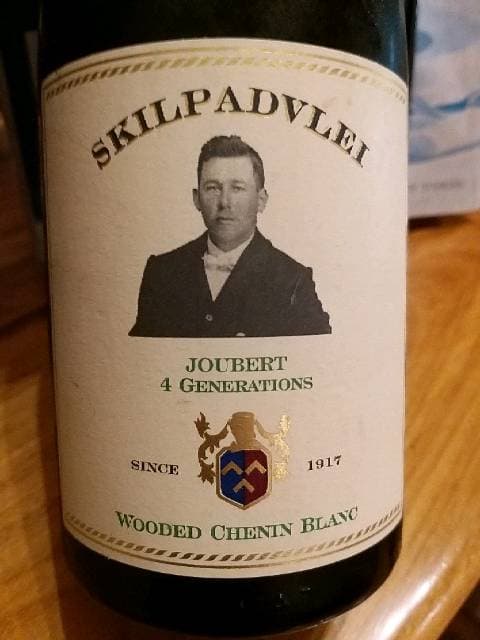 SKILPADVLEI
JOUBERT
4 GENERATIONS
SINCE 1917
WOODED CHENIN BLANC